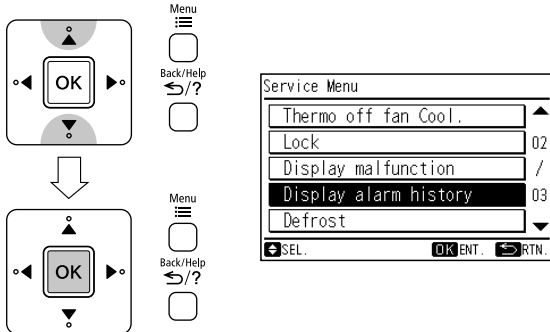 Menu
OK
Back/Help
/?
Menu
OK
Back/Help
/?
Service Menu
Thermo off fan Cool.
Lock
Display malfunction
Display alarm history
Defrost
02
/
03
SEL.
OK ENT.
RTN.